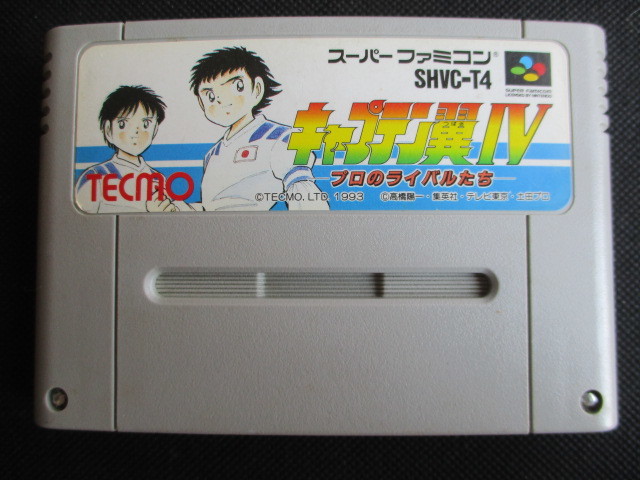 スーパーファミコン®
SHVC-T4
SUPER FAMICOM
キャプテン翼IV
プロのライバルたち
TECMO
©TECMO, LTD. 1993 ©高橋陽一・集英社・テレビ東京・土田プロ